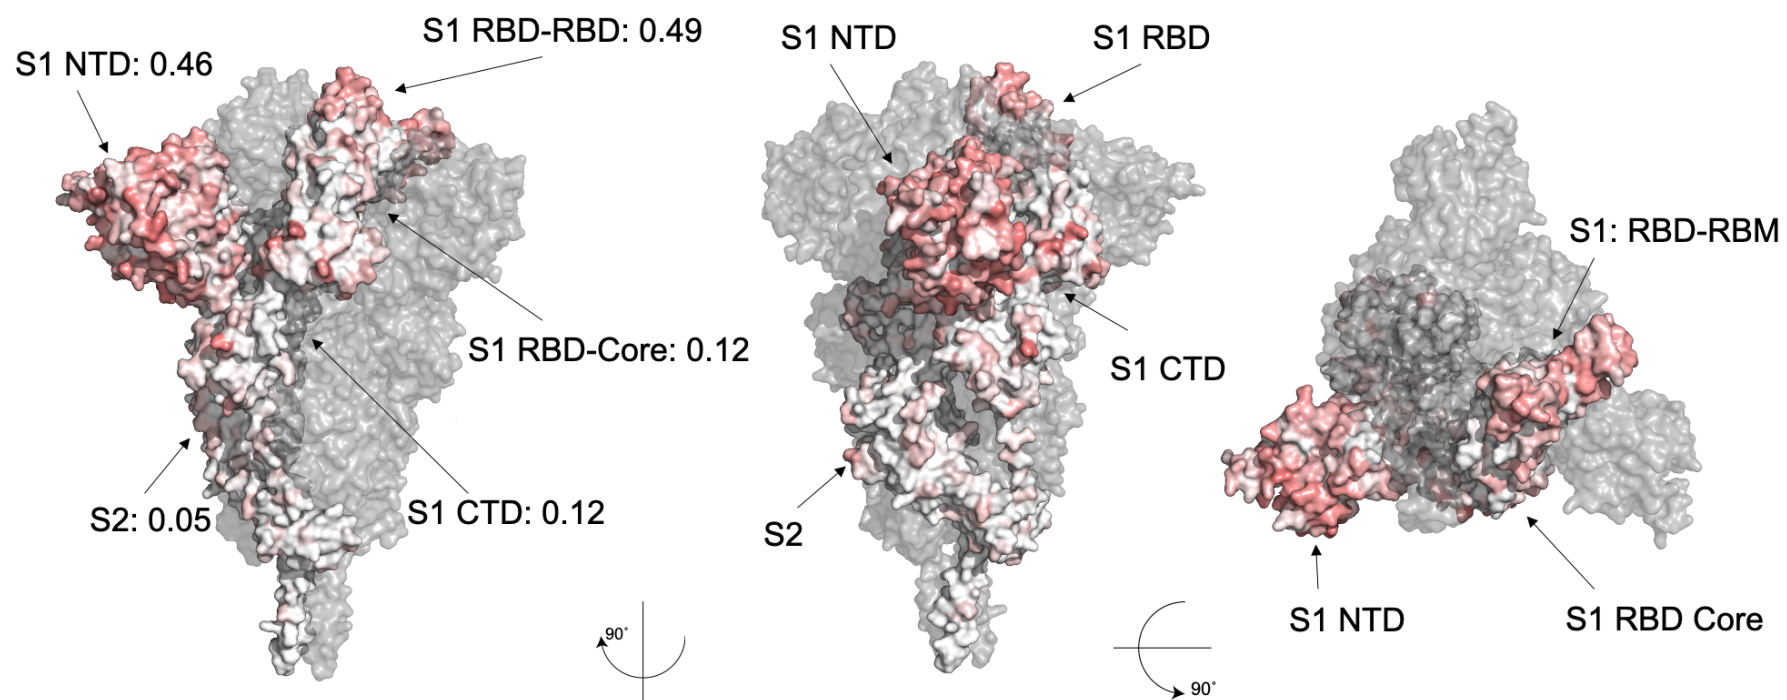 S1 RBD-RBD: 0.49
S1 NTD: 0.46
S1 RBD-Core: 0.12
S2: 0.05
S1 CTD: 0.12
90°
S1 NTD
S1 RBD
S1 CTD
S2
90°
S1: RBD-RBM
S1 NTD
S1 RBD Core